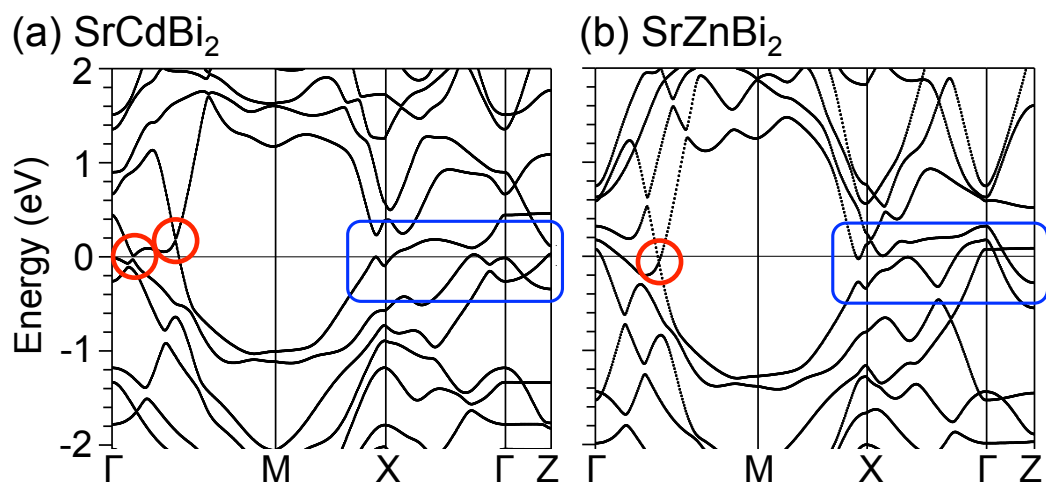 (a) SrCdBi₂
(b) SrZnBi₂
Energy (eV)
2
1
0
-1
-2
Γ M X Γ Z
Γ M X Γ Z